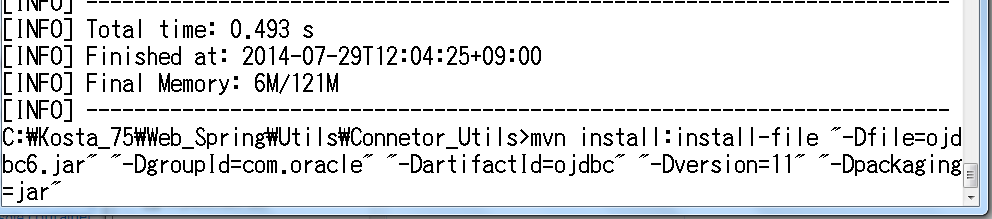 [INFO] ------------------------------------------------------------------------
[INFO] Total time: 0.493 s
[INFO] Finished at: 2014-07-29T12:04:25+09:00
[INFO] Final Memory: 6M/121M
[INFO] ------------------------------------------------------------------------
C:₩Kosta_75₩Web_Spring₩Utils₩Connetor_Utils>mvn install:install-file "-Dfile=ojd
bc6.jar" "-DgroupId=com.oracle" "-DartifactId=ojdbc" "-Dversion=11" "-Dpackaging
=jar"